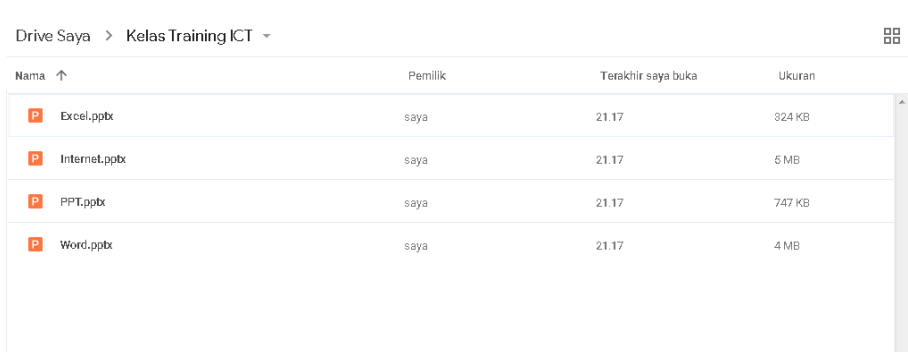 Drive Saya > Kelas Training ICT
Nama ↑ Pemilik Terakhir saya buka Ukuran
P Excel.pptx saya 21.17 324 KB
P Internet.pptx saya 21.17 5 MB
P PPT.pptx saya 21.17 747 KB
P Word.pptx saya 21.17 4 MB